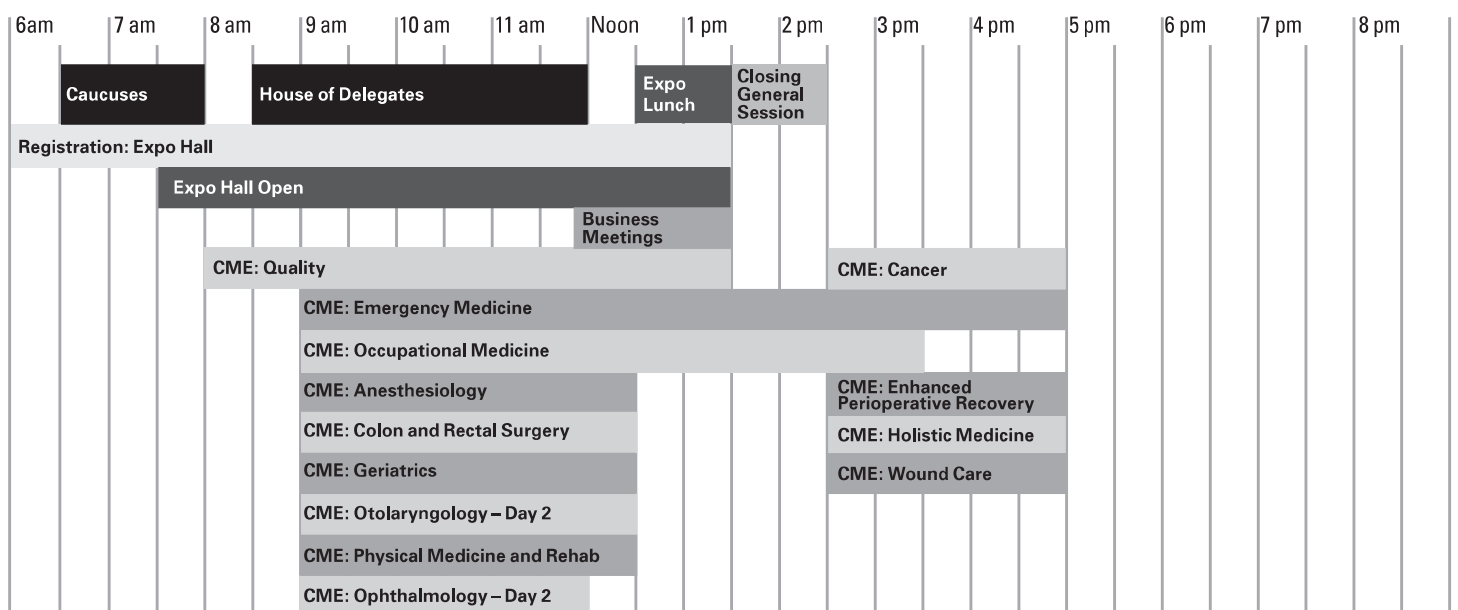 6am 7 am 8 am 9 am 10 am 11 am Noon 1 pm 2 pm 3 pm 4 pm 5 pm 6 pm 7 pm 8 pm
Caucuses
House of Delegates
Expo
Lunch
Closing
General
Session
Registration: Expo Hall
Expo Hall Open
Business
Meetings
CME: Quality
CME: Cancer
CME: Emergency Medicine
CME: Occupational Medicine
CME: Anesthesiology
CME: Enhanced
Perioperative Recovery
CME: Colon and Rectal Surgery
CME: Holistic Medicine
CME: Geriatrics
CME: Wound Care
CME: Otolaryngology – Day 2
CME: Physical Medicine and Rehab
CME: Ophthalmology – Day 2